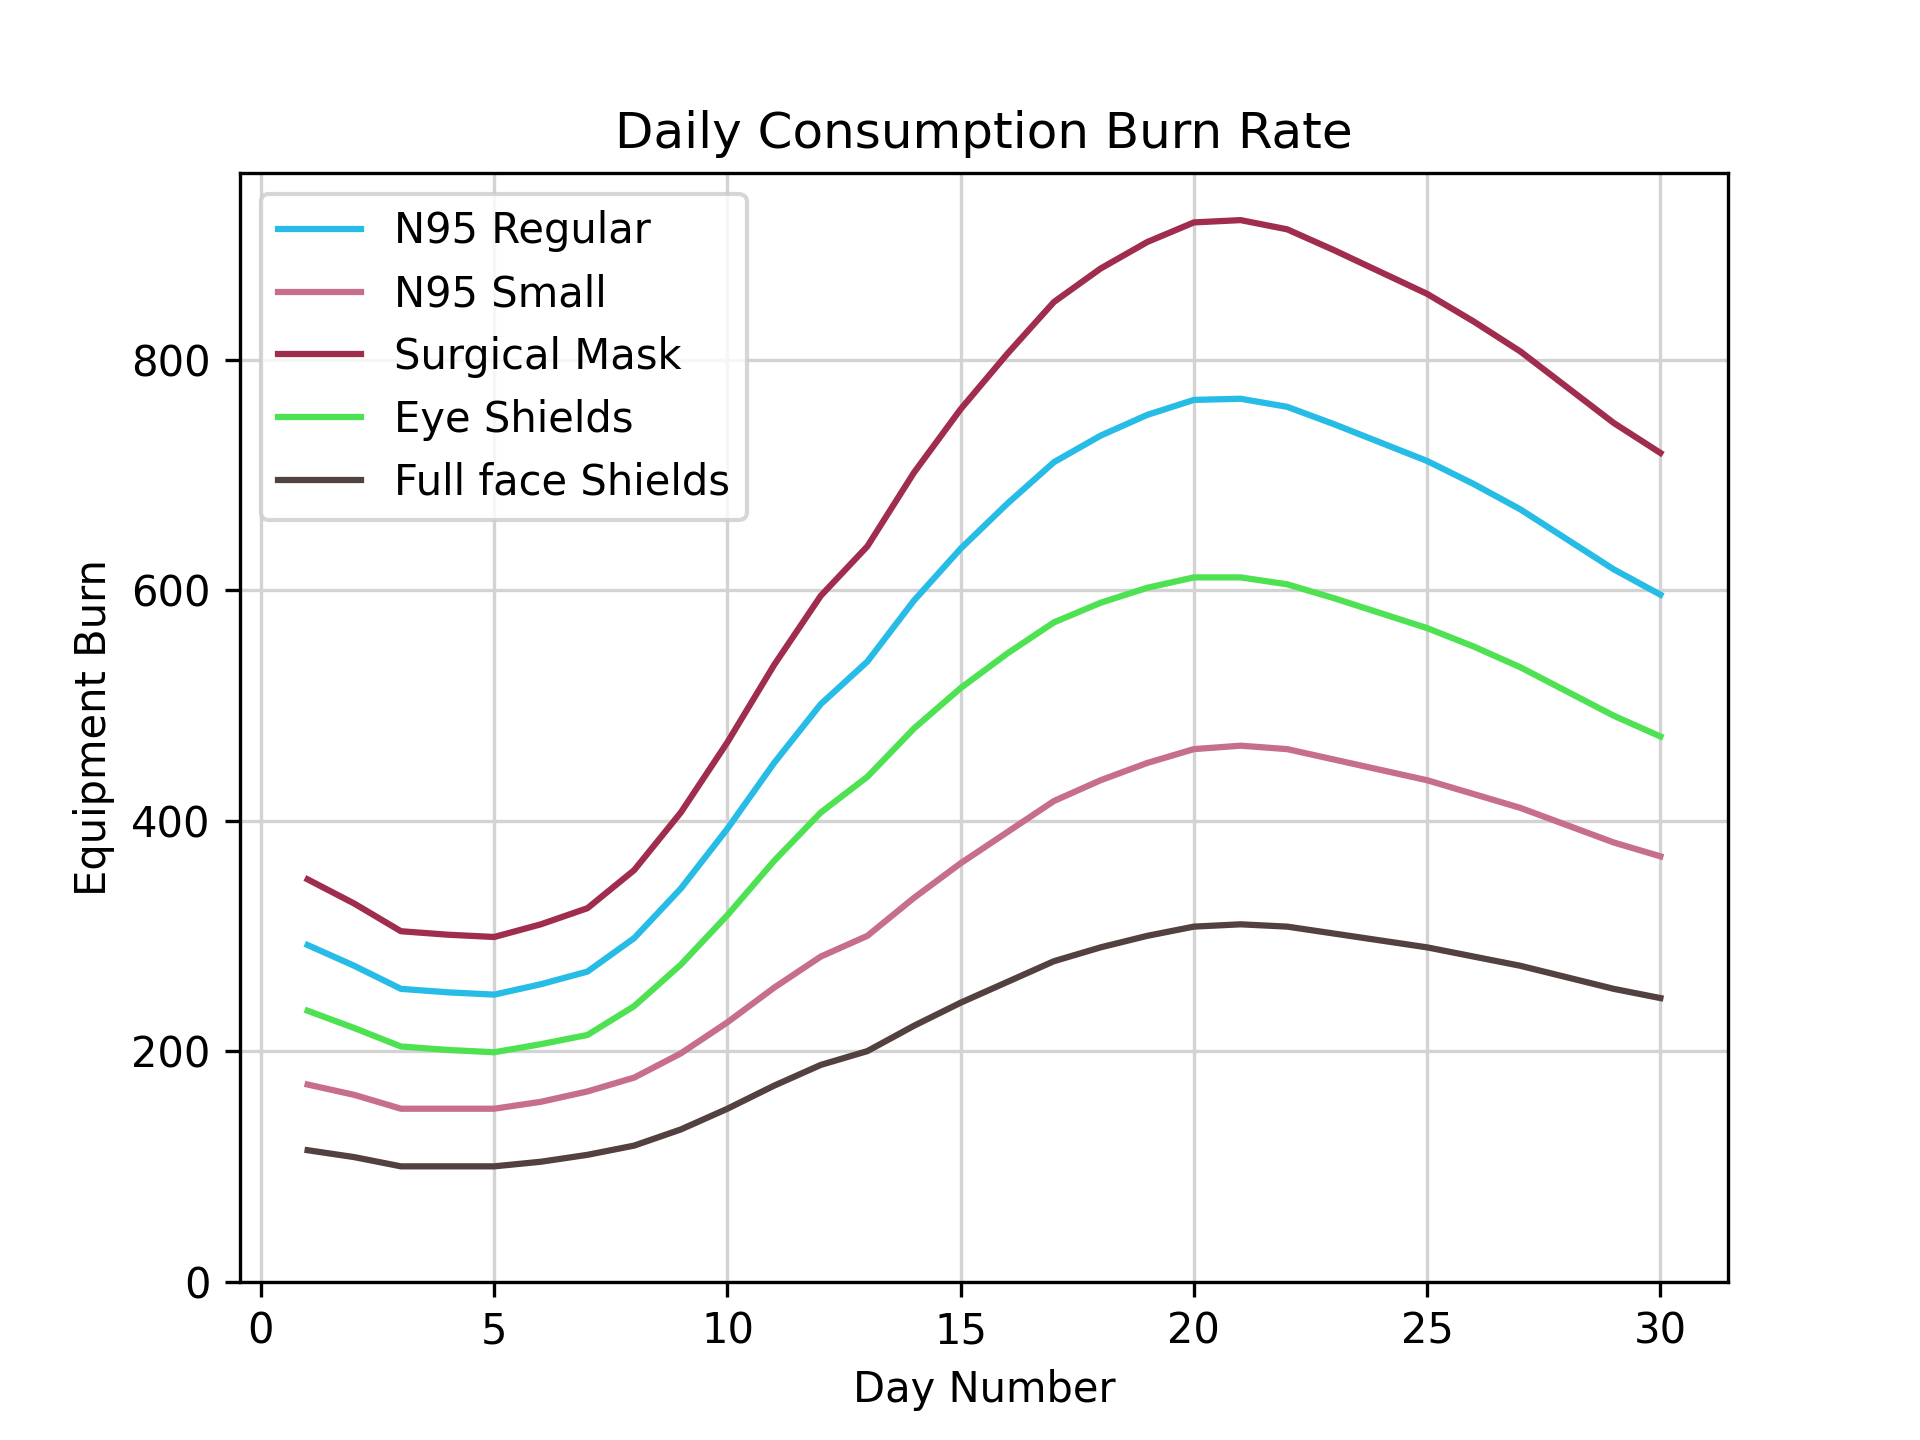 Daily Consumption Burn Rate
N95 Regular
N95 Small
Surgical Mask
Eye Shields
Full face Shields
Equipment Burn
800
600
400
200
0
0 5 10 15 20 25 30
Day Number